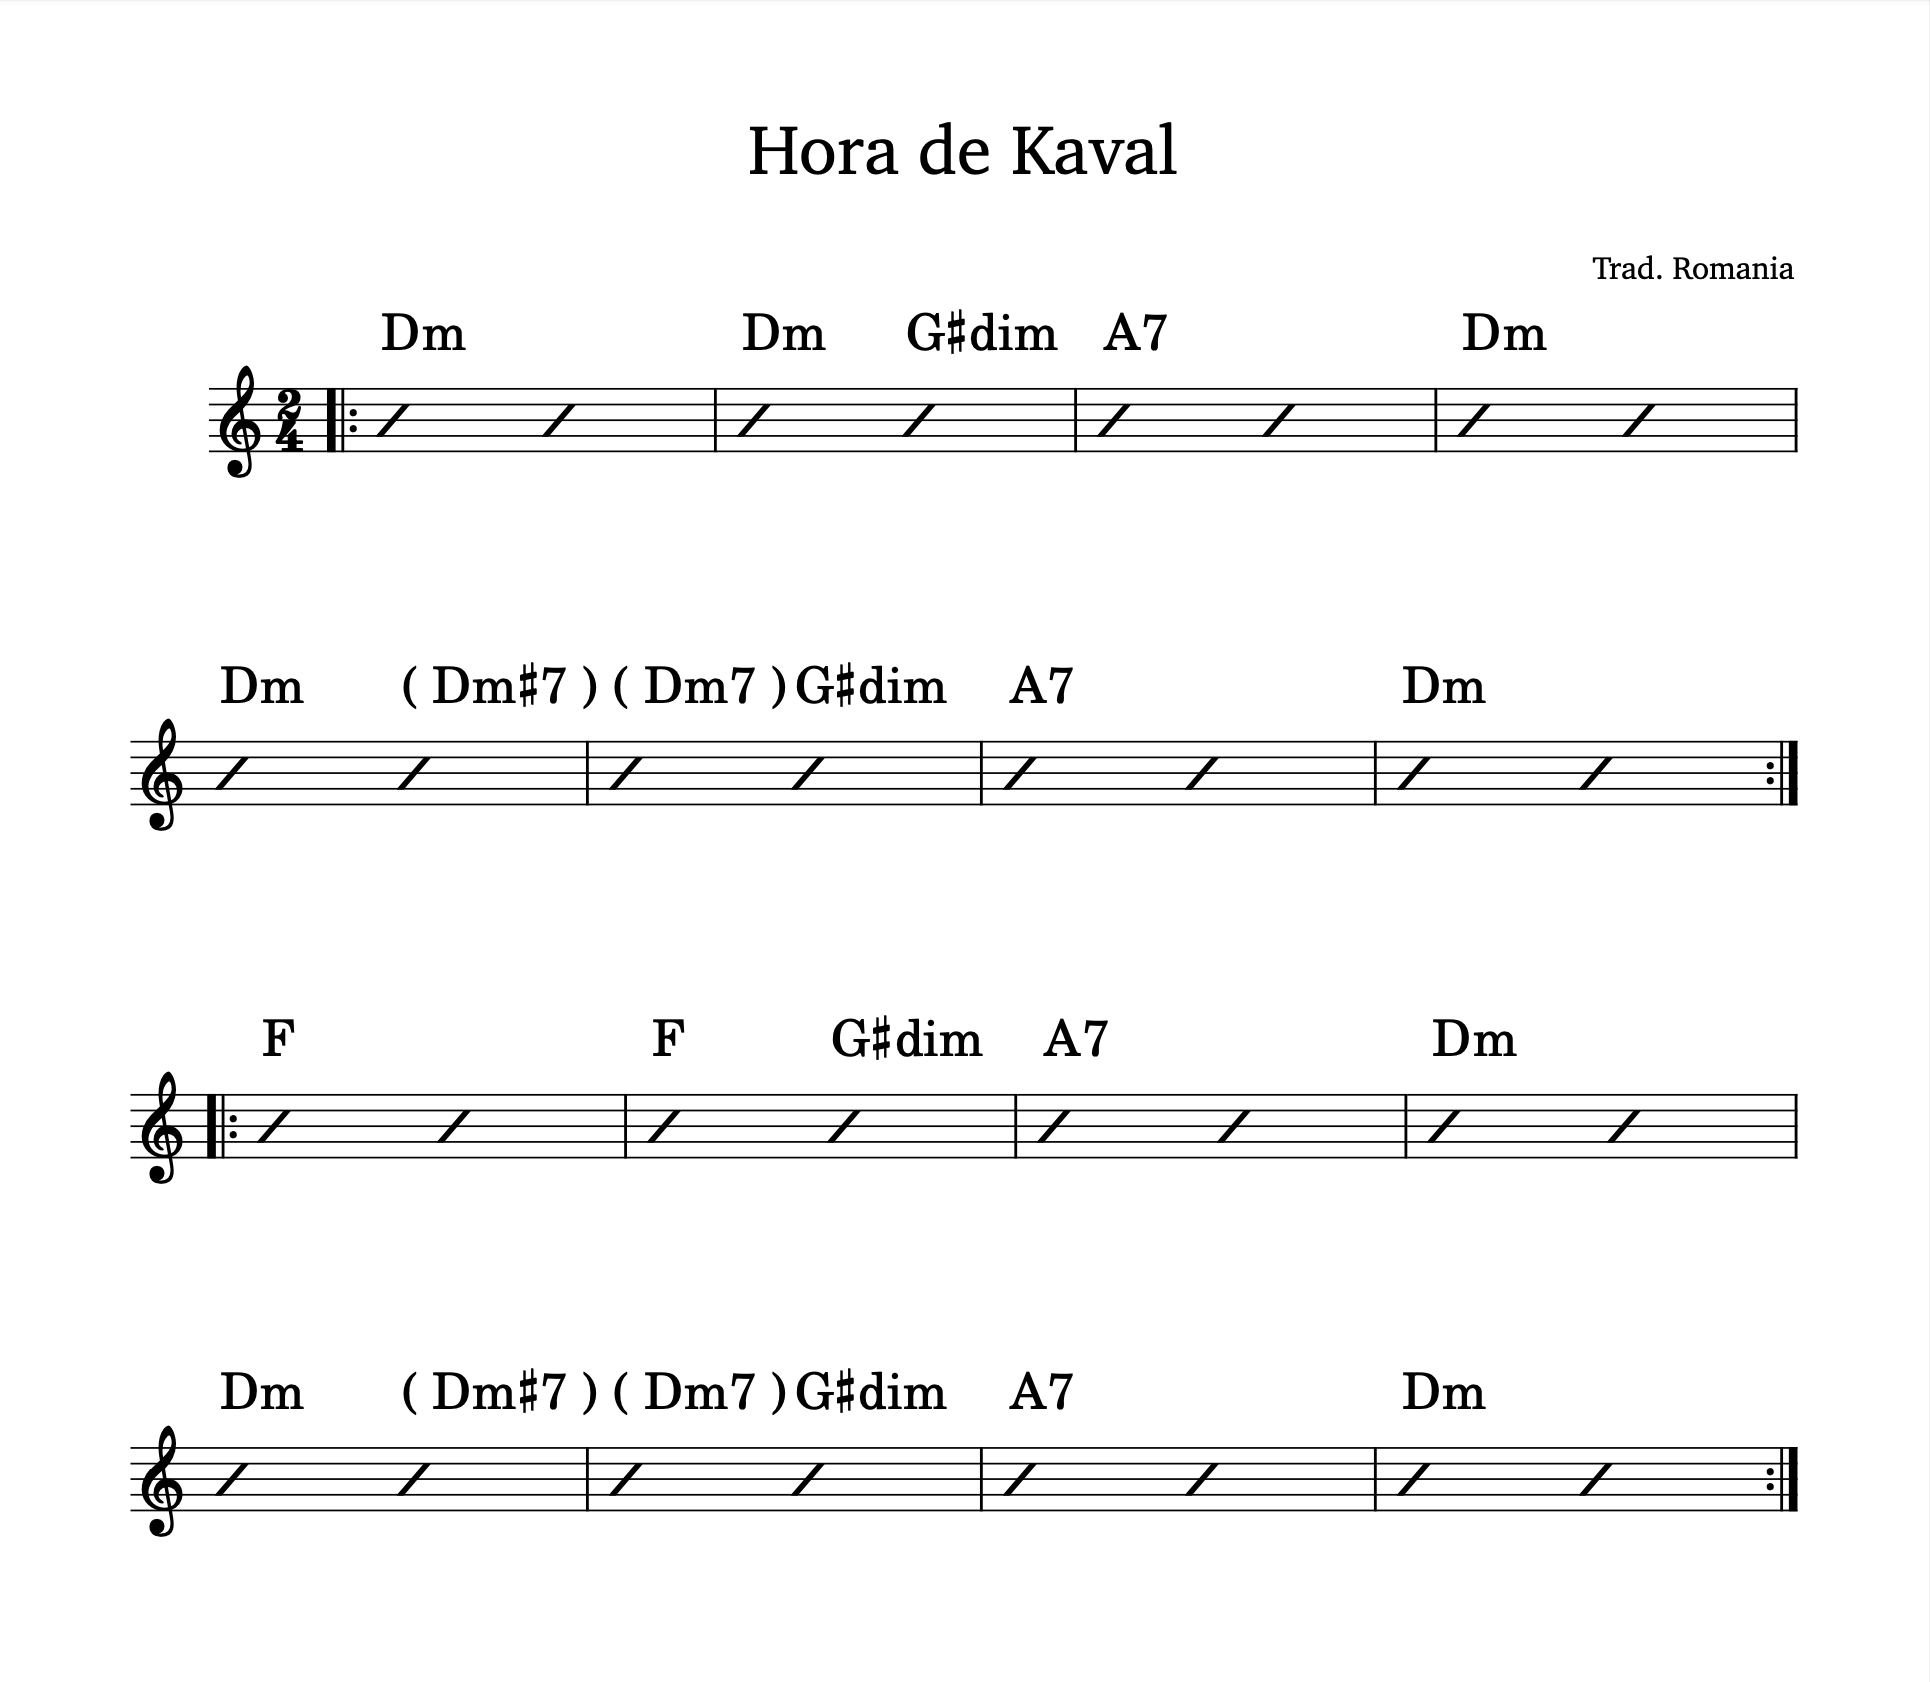 Hora de Kaval
Trad. Romania
Dm Dm G♯dim A7 Dm
2
4
Dm ( Dm♯7 ) ( Dm7 ) G♯dim A7 Dm
F F G♯dim A7 Dm
Dm ( Dm♯7 ) ( Dm7 ) G♯dim A7 Dm